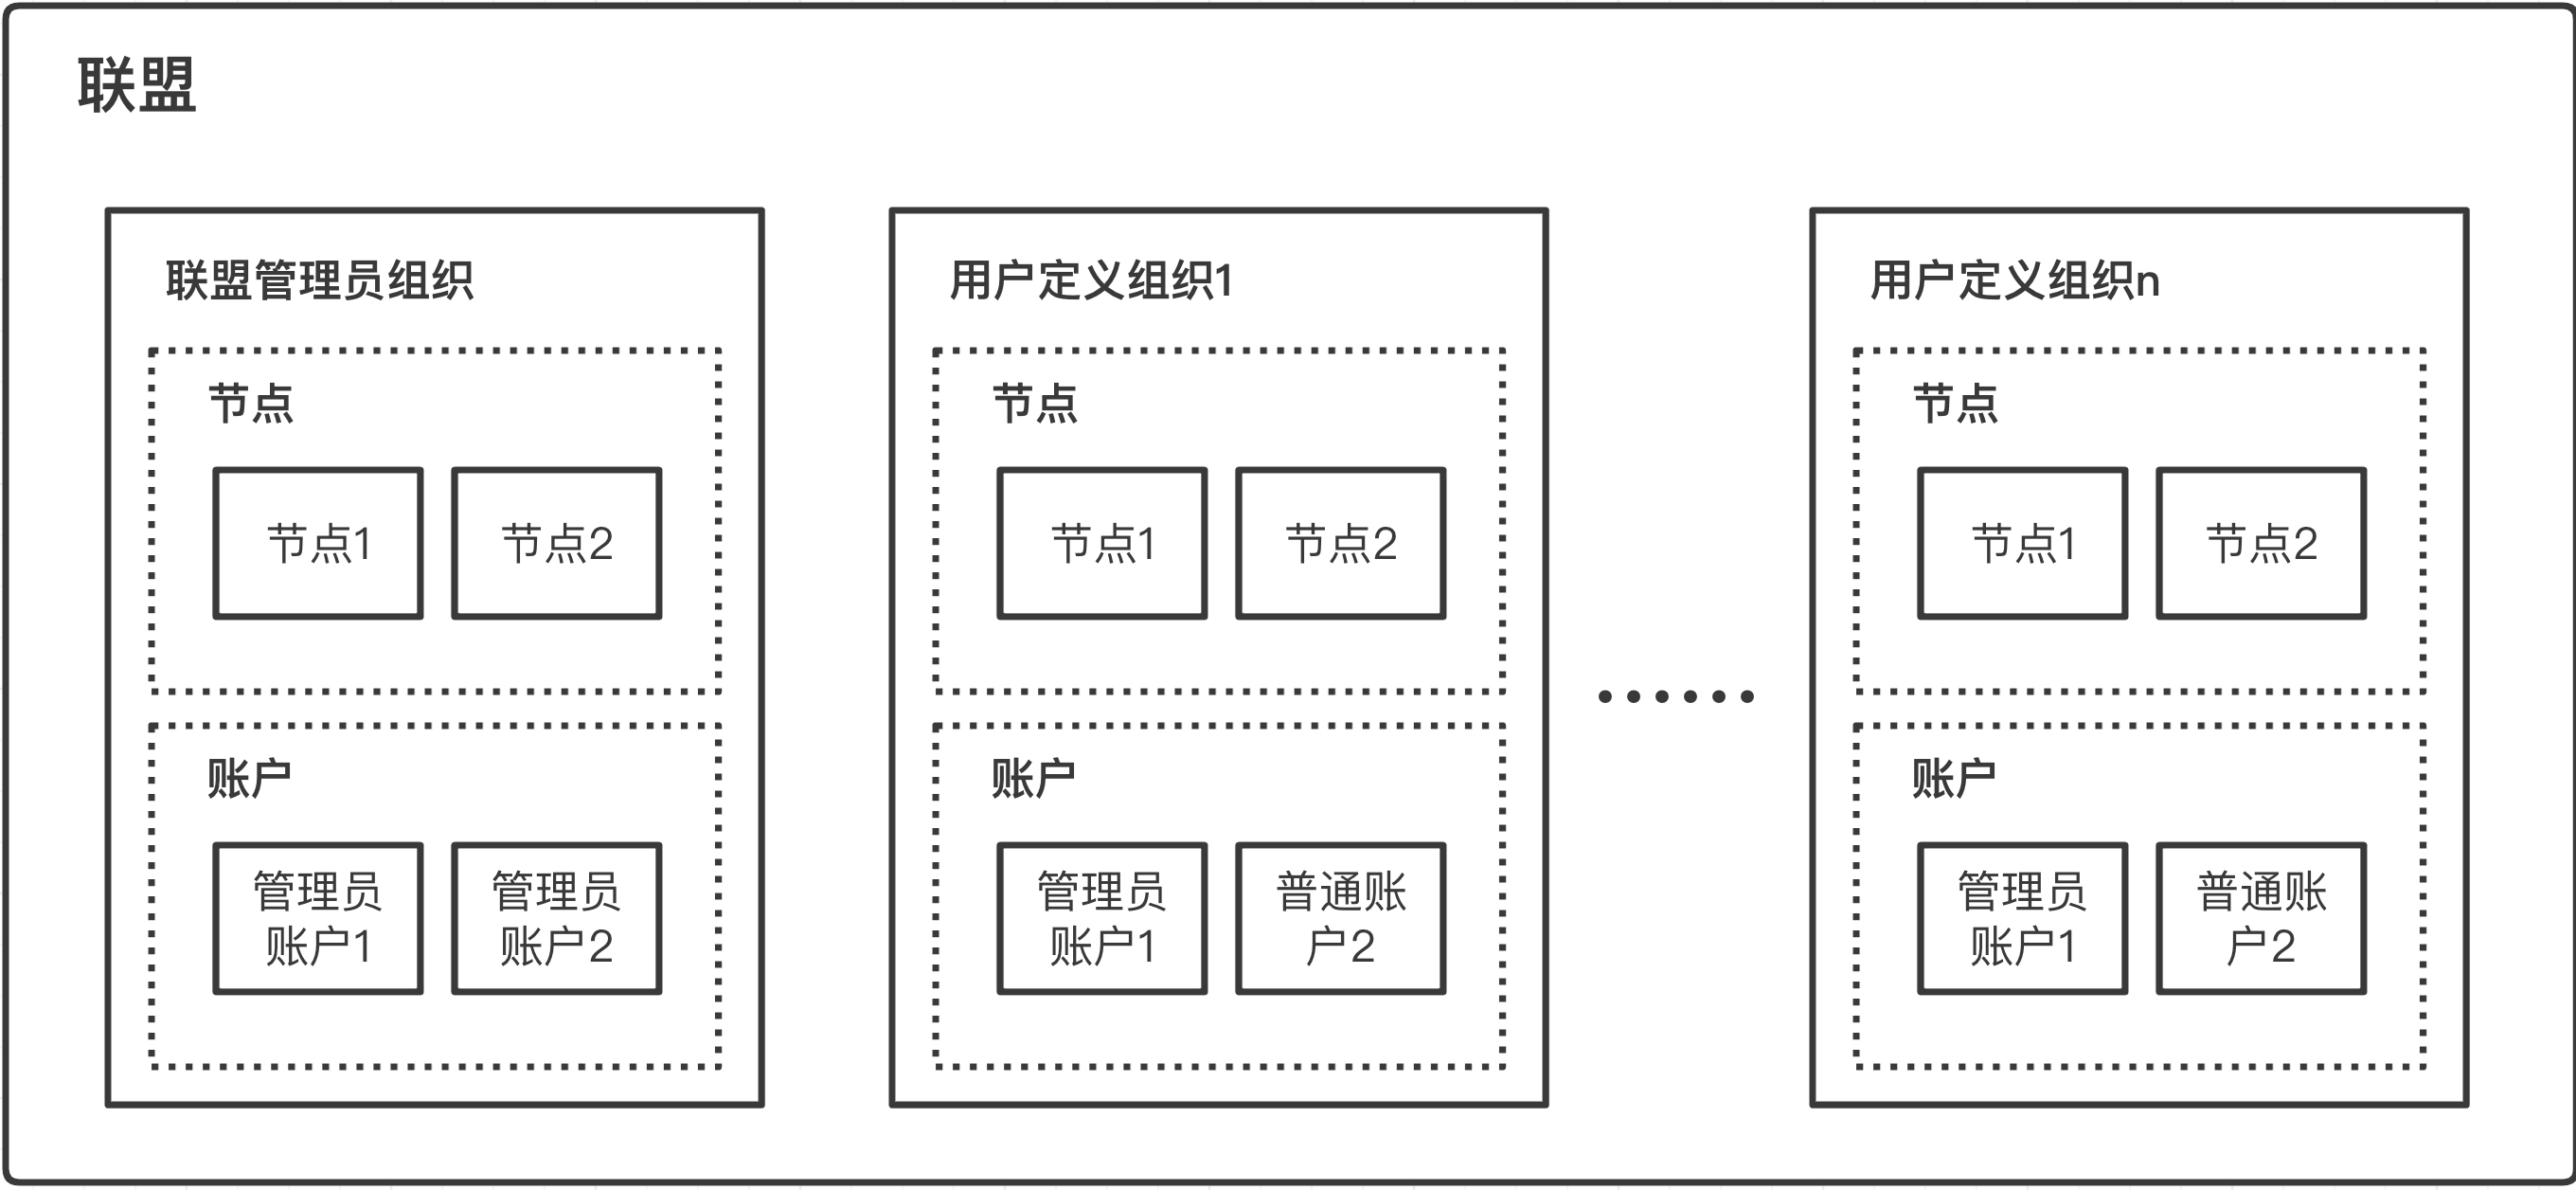 联盟
联盟管理员组织
节点
节点1
节点2
账户
管理员
账户1
管理员
账户2
用户定义组织1
节点
节点1
节点2
账户
管理员
账户1
普通账
户2
······
用户定义组织n
节点
节点1
节点2
账户
管理员
账户1
普通账
户2